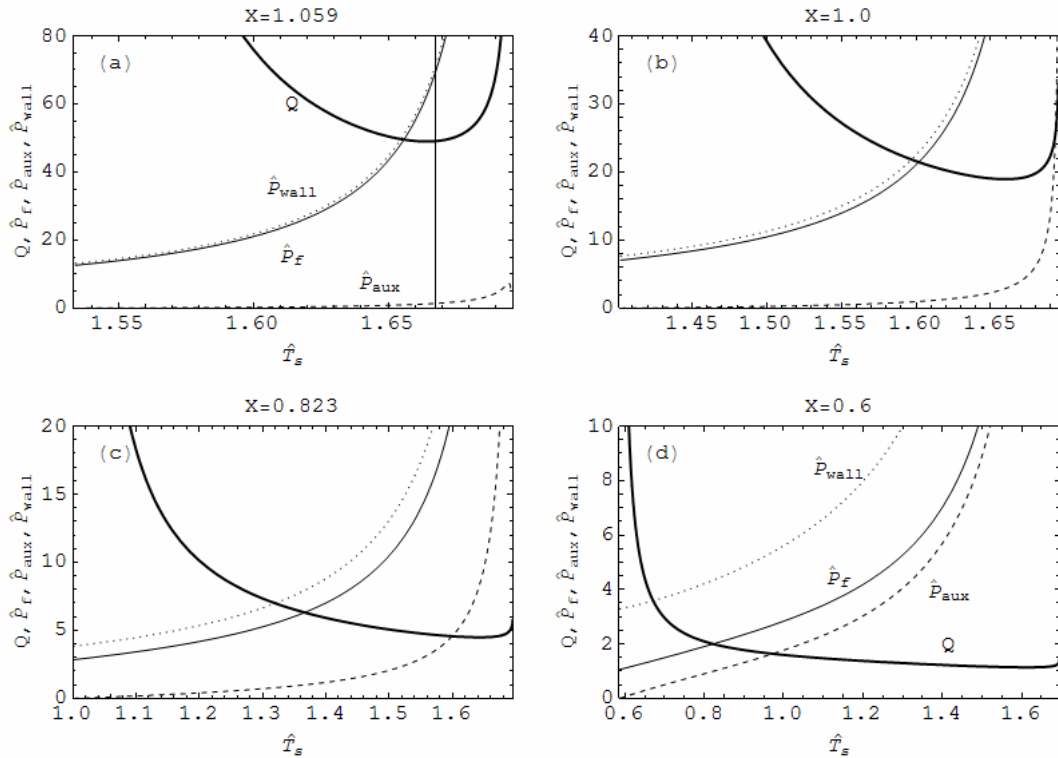 X=1.059
(a)
Q
P̂wall
P̂f
P̂aux
Q, P̂f, P̂aux, P̂wall
0
20
40
60
80
1.55
1.60
1.65
T̂s
X=1.0
(b)
Q, P̂f, P̂aux, P̂wall
0
10
20
30
40
1.45
1.50
1.55
1.60
1.65
T̂s
X=0.823
(c)
Q, P̂f, P̂aux, P̂wall
0
5
10
15
20
1.0
1.1
1.2
1.3
1.4
1.5
1.6
T̂s
X=0.6
(d)
P̂wall
P̂f
P̂aux
Q
Q, P̂f, P̂aux, P̂wall
0
2
4
6
8
10
0.6
0.8
1.0
1.2
1.4
1.6
T̂s